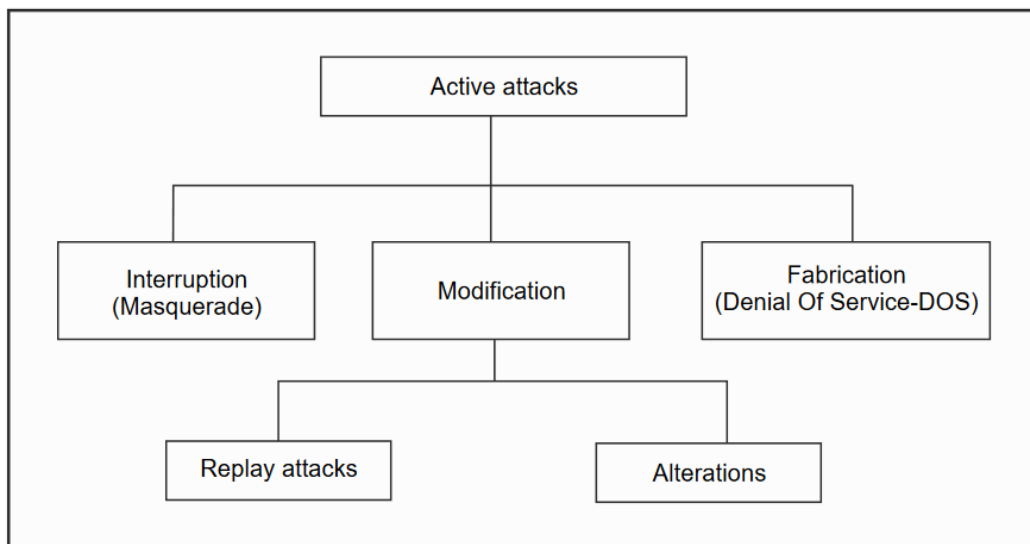 Active attacks
Interruption
(Masquerade)
Modification
Fabrication
(Denial Of Service-DOS)
Replay attacks
Alterations